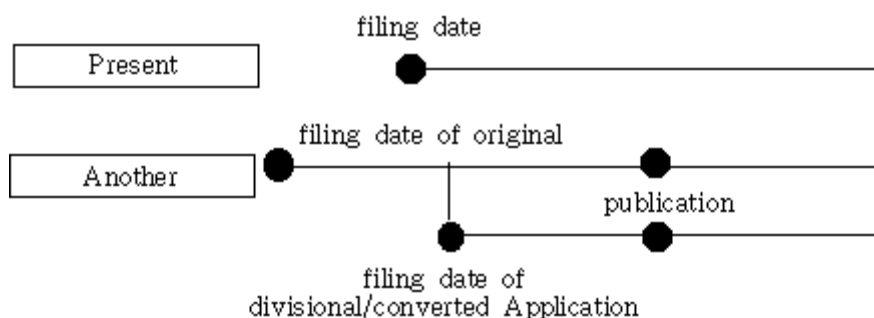 filing date
Present
filing date of original
Another
publication
filing date of
divisional/converted Application